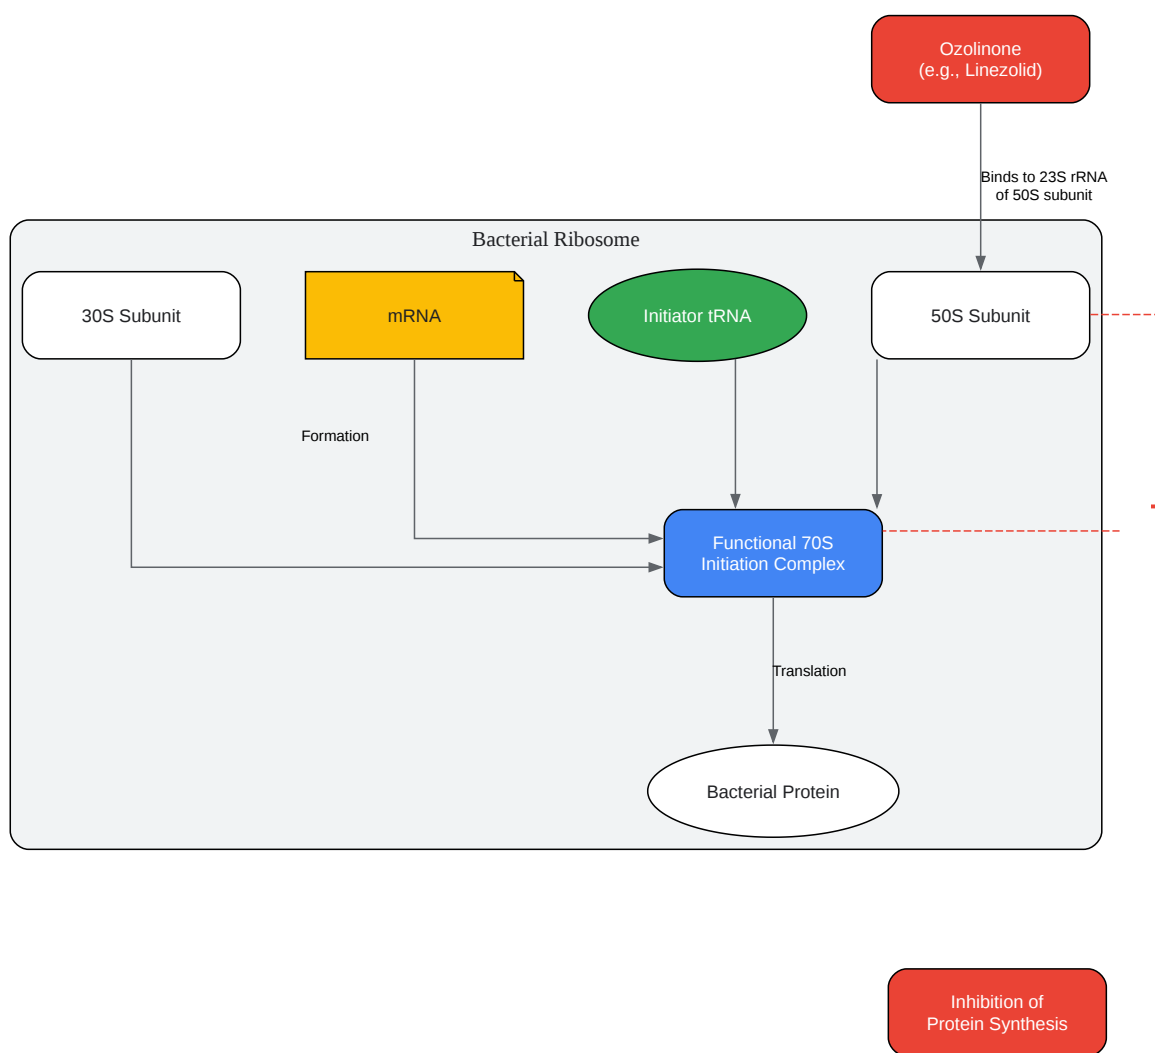 Ozolinone
(e.g., Linezolid)
Binds to 23S rRNA
of 50S subunit
Bacterial Ribosome
30S Subunit
mRNA
Initiator tRNA
50S Subunit
Formation
Functional 70S
Initiation Complex
Translation
Bacterial Protein
Inhibition of
Protein Synthesis